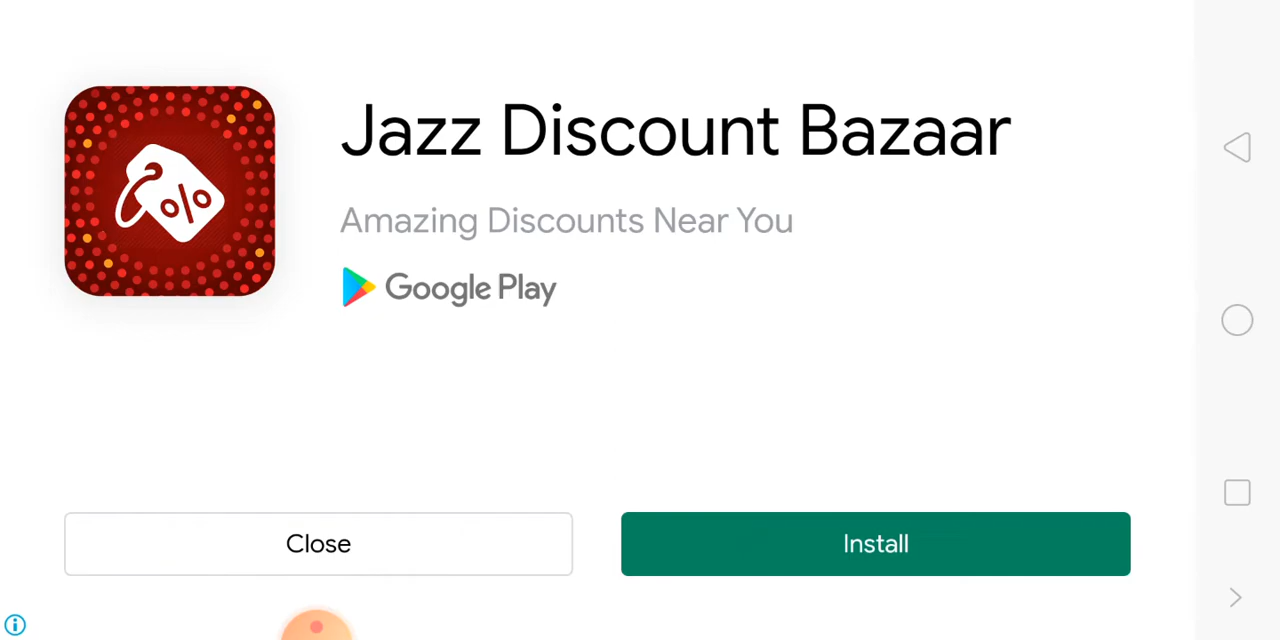 Jazz Discount Bazaar
Amazing Discounts Near You
Google Play
Close
Install